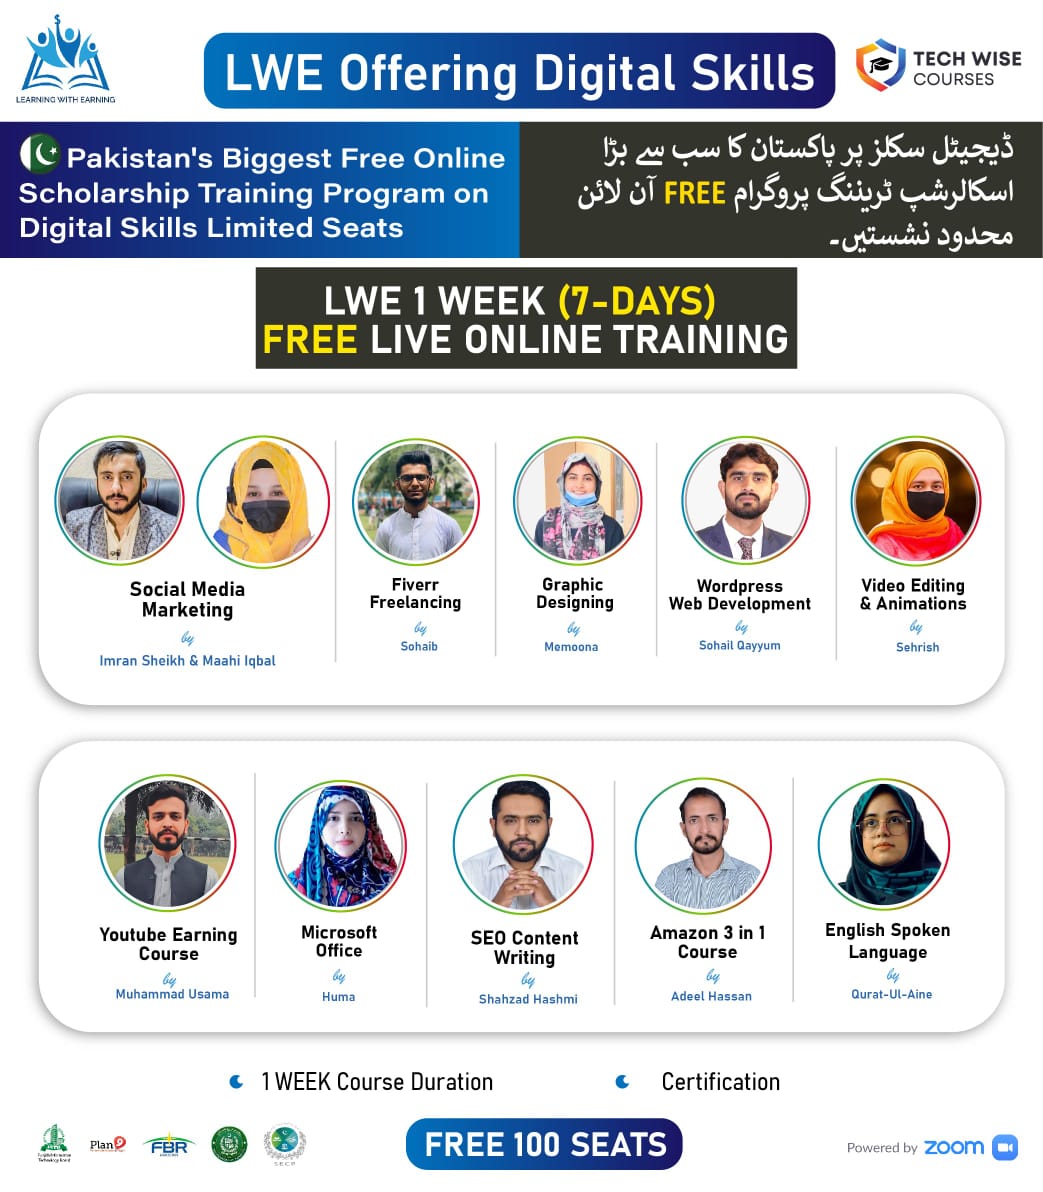 LEARNING WITH EARNING
LWE Offering Digital Skills
TECH WISE
COURSES
Pakistan's Biggest Free Online
Scholarship Training Program on
Digital Skills Limited Seats
ڈیجیٹل سکلز پر پاکستان کا سب سے بڑا
اسکالرشپ ٹریننگ پروگرام FREE آن لائن
محدود نشستیں۔
LWE 1 WEEK (7-DAYS)
FREE LIVE ONLINE TRAINING
Social Media
Marketing
by
Imran Sheikh & Maahi Iqbal
Fiverr
Freelancing
by
Sohaib
Graphic
Designing
by
Memoona
Wordpress
Web Development
by
Sohail Qayyum
Video Editing
& Animations
by
Sehrish
Youtube Earning
Course
by
Muhammad Usama
Microsoft
Office
by
Huma
SEO Content
Writing
by
Shahzad Hashmi
Amazon 3 in 1
Course
by
Adeel Hassan
English Spoken
Language
by
Qurat-Ul-Aine
1 WEEK Course Duration
Certification
Plan9
FBR
SECP
FREE 100 SEATS
Powered by zoom